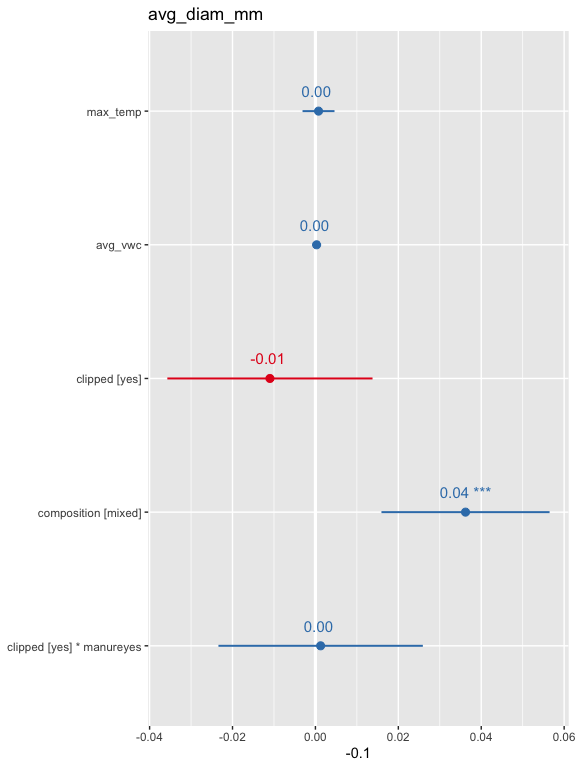 avg_diam_mm
0.00
max_temp
0.00
avg_vwc
-0.01
clipped [yes]
0.04 ***
composition [mixed]
0.00
clipped [yes] * manureyes
-0.04 -0.02 0.00 0.02 0.04 0.06
-0.1